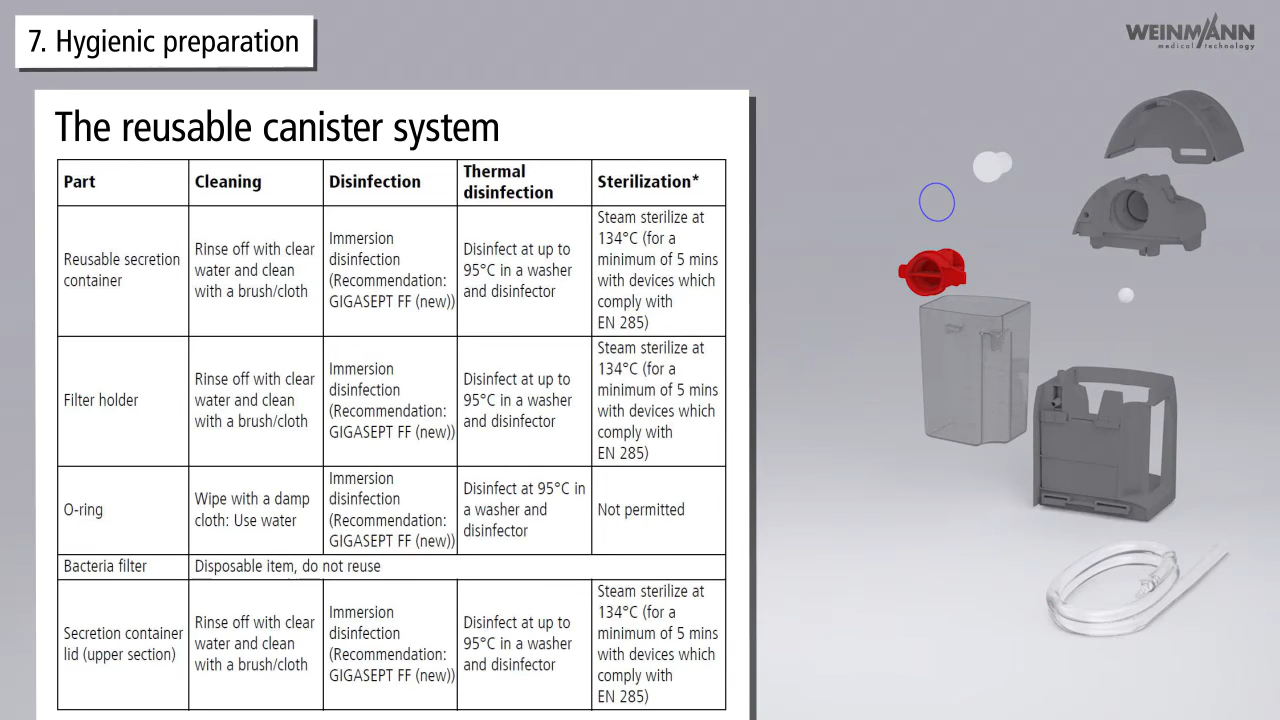 7. Hygienic preparation
WEINMANN
medical technology
The reusable canister system
Part
Cleaning
Disinfection
Thermal
disinfection
Sterilization*
Reusable secretion
container
Rinse off with clear
water and clean
with a brush/cloth
Immersion
disinfection
(Recommendation:
GIGASEPT FF (new))
Disinfect at up to
95°C in a washer
and disinfector
Steam sterilize at
134°C (for a
minimum of 5 mins
with devices which
comply with
EN 285)
Filter holder
Rinse off with clear
water and clean
with a brush/cloth
Immersion
disinfection
(Recommendation:
GIGASEPT FF (new))
Disinfect at up to
95°C in a washer
and disinfector
Steam sterilize at
134°C (for a
minimum of 5 mins
with devices which
comply with
EN 285)
O-ring
Wipe with a damp
cloth: Use water
Immersion
disinfection
(Recommendation:
GIGASEPT FF (new))
Disinfect at 95°C in
a washer and
disinfector
Not permitted
Bacteria filter
Disposable item, do not reuse
Secretion container
lid (upper section)
Rinse off with clear
water and clean
with a brush/cloth
Immersion
disinfection
(Recommendation:
GIGASEPT FF (new))
Disinfect at up to
95°C in a washer
and disinfector
Steam sterilize at
134°C (for a
minimum of 5 mins
with devices which
comply with
EN 285)